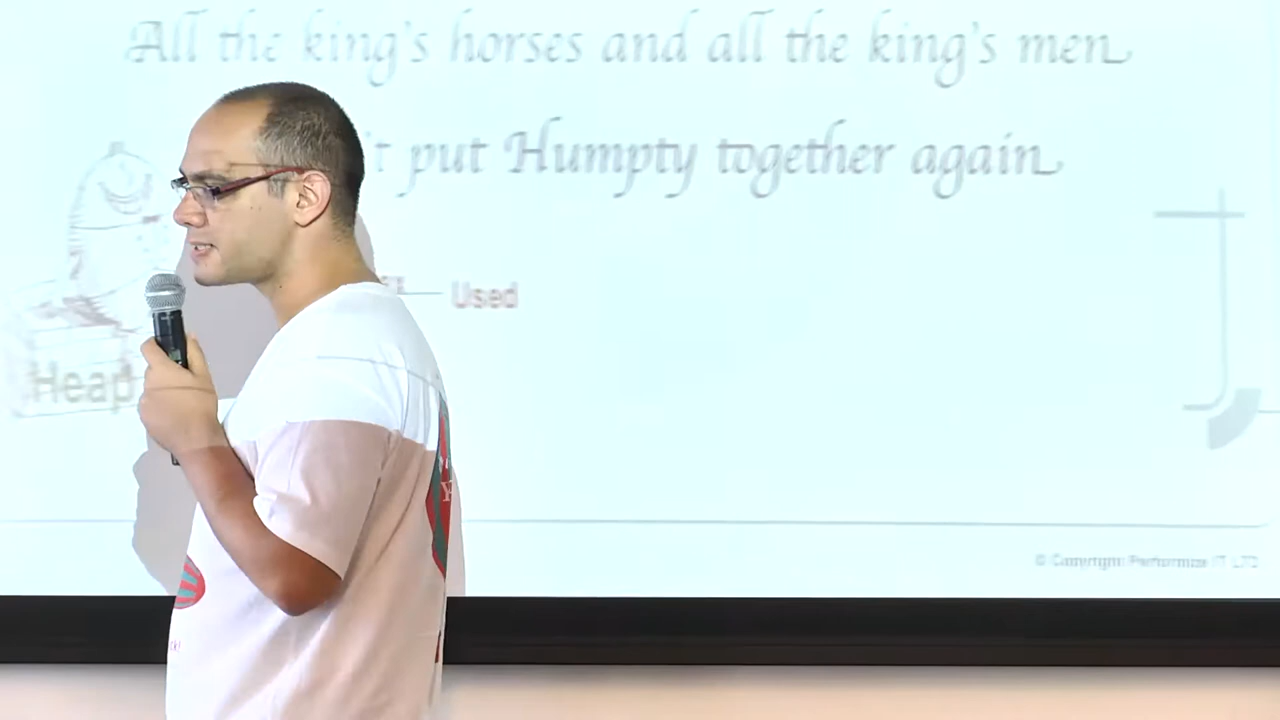 All the king's horses and all the king's men
put Humpty together again
Used
Heap
© Copyright Performize IT LTD